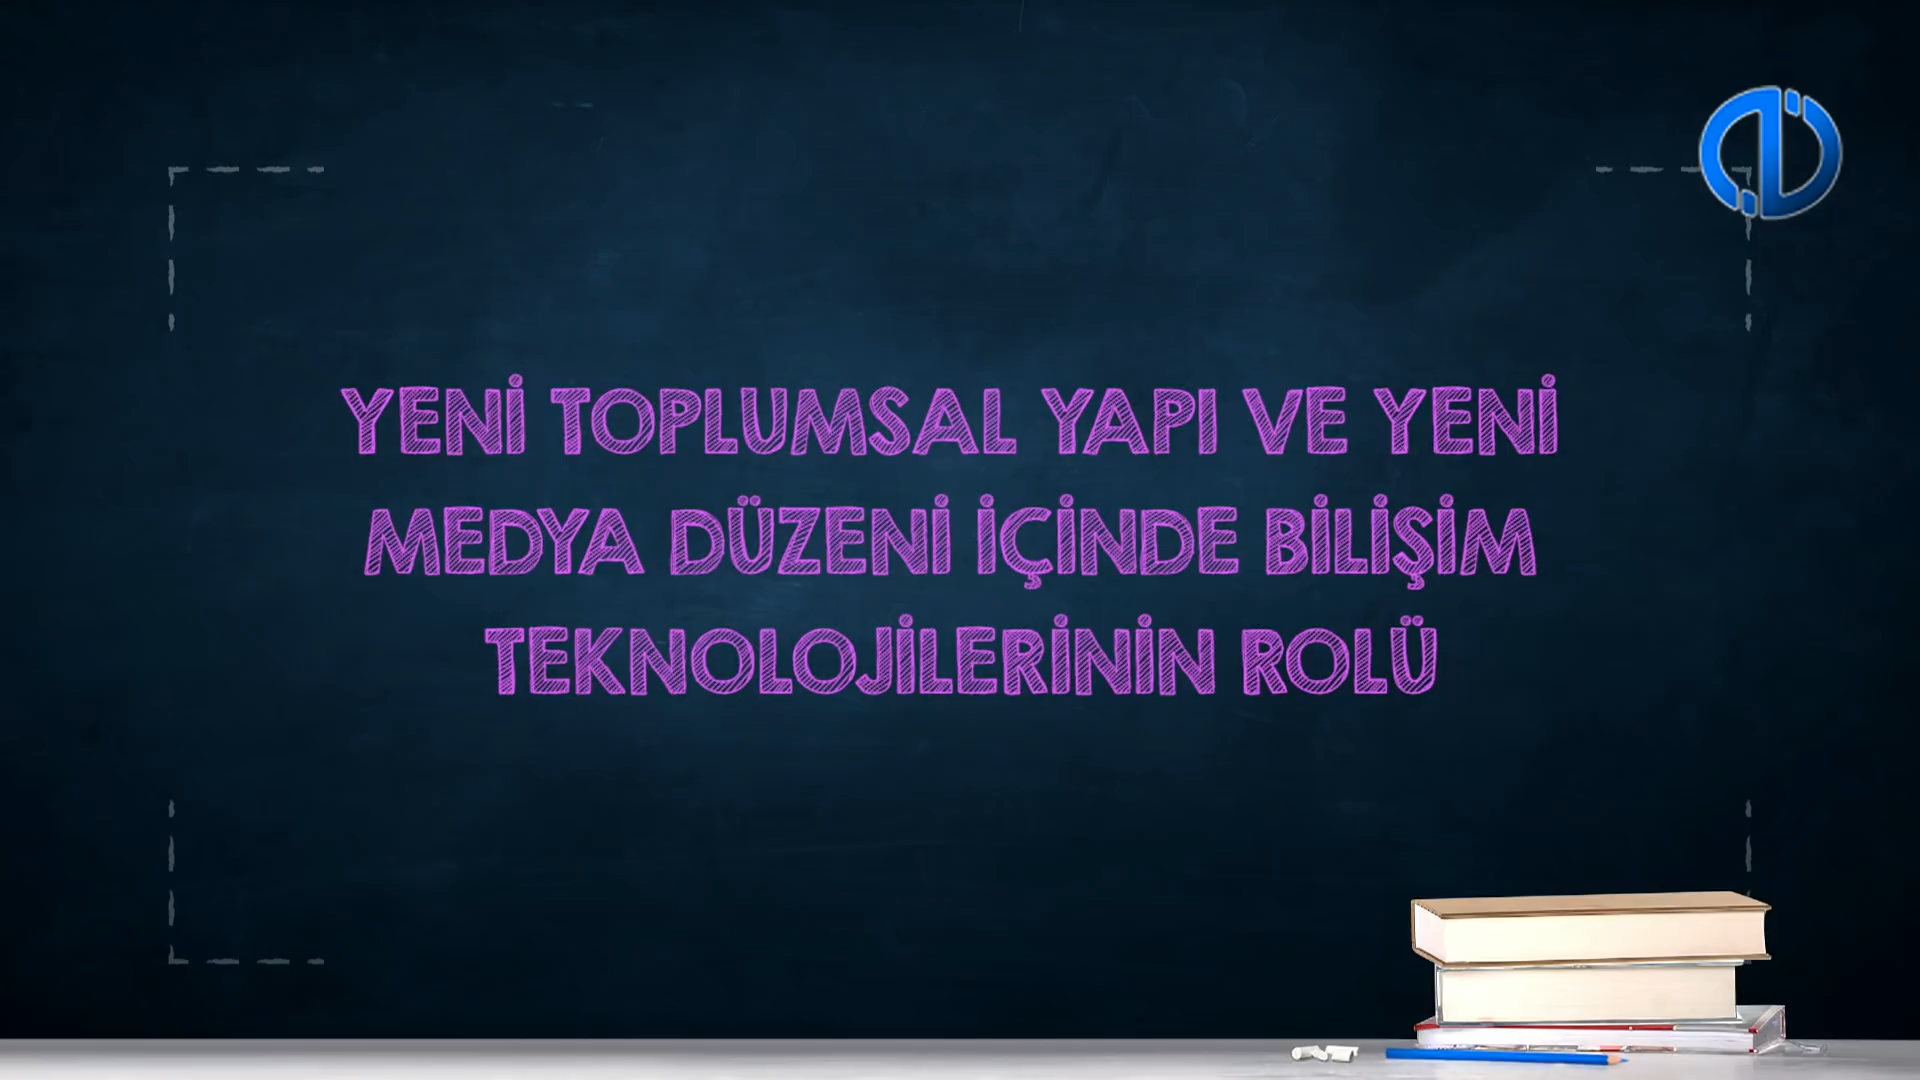 YENİ TOPLUMSAL YAPI VE YENİ
MEDYA DÜZENİ İÇİNDE BİLİŞİM
TEKNOLOJİLERİNİN ROLÜ